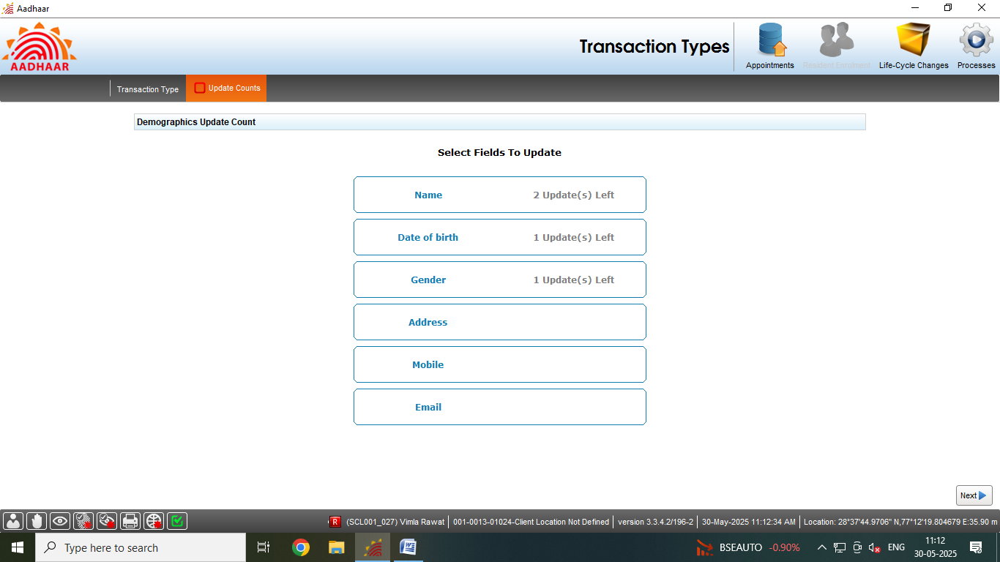 Aadhaar
AADHAAR
Transaction Types
Appointments
Resident Enrolment
Life-Cycle Changes
Processes
Transaction Type
Update Counts
Demographics Update Count
Select Fields To Update
Name 2 Update(s) Left
Date of birth 1 Update(s) Left
Gender 1 Update(s) Left
Address
Mobile
Email
Next
R (SCL001_027) Vimla Rawat 001-0013-01024-Client Location Not Defined version 3.3.4.2/196-2 30-May-2025 11:12:34 AM Location: 28°37'44.9706" N,77°12'19.804679 E:35.90 m
Type here to search
BSEAUTO -0.90%
ENG
11:12
30-05-2025